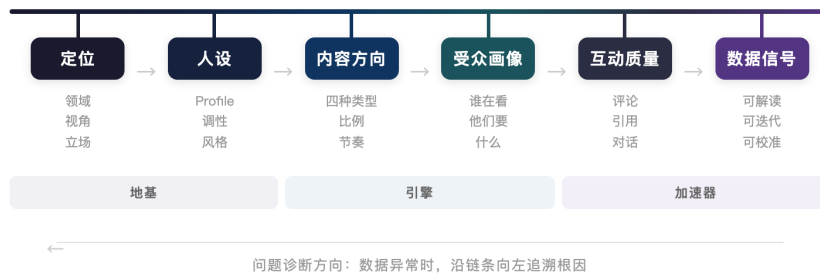 定位 → 人设 → 内容方向 → 受众画像 → 互动质量 → 数据信号
领域
视角
立场
Profile
调性
风格
四种类型
比例
节奏
谁在看
他们要
什么
评论
引用
对话
可解读
可迭代
可校准
地基
引擎
加速器
←
问题诊断方向：数据异常时，沿链条向左追溯根因